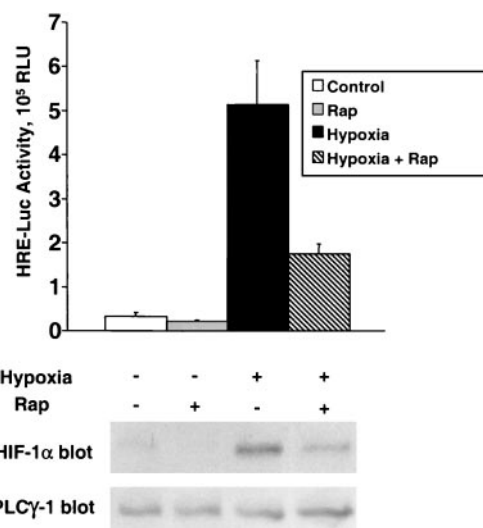 7
6
5
4
3
2
1
0
HRE-Luc Activity, 10⁵ RLU
Control
Rap
Hypoxia
Hypoxia + Rap
Hypoxia - - + +
Rap - + - +
HIF-1α blot
PLCγ-1 blot